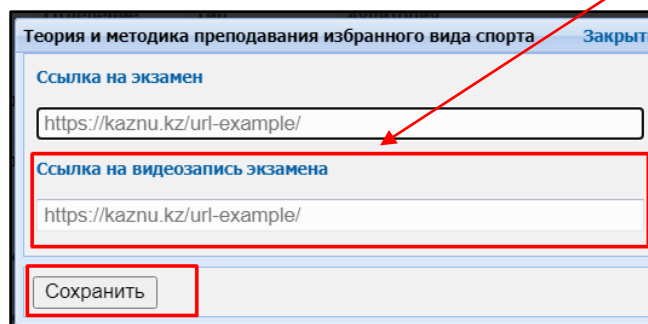 Теория и методика преподавания избранного вида спорта Закрыт
Ссылка на экзамен
https://kaznu.kz/url-example/
Ссылка на видеозапись экзамена
https://kaznu.kz/url-example/
Сохранить